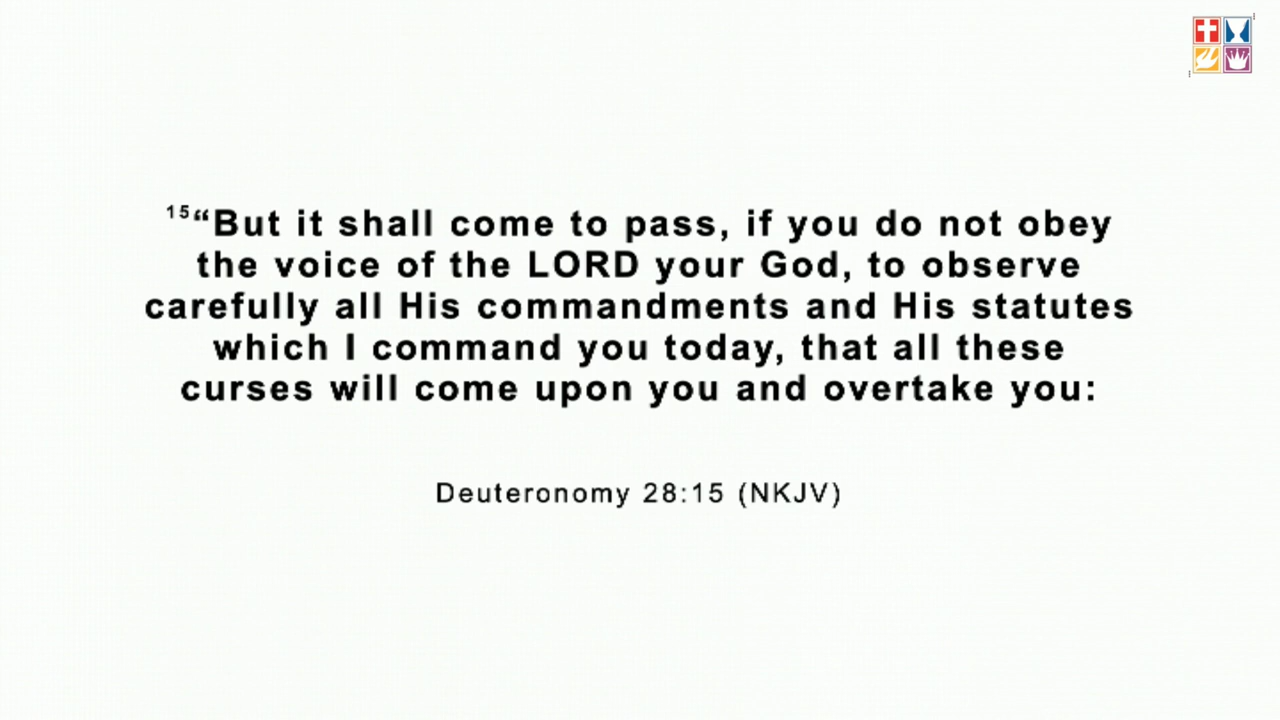 15“But it shall come to pass, if you do not obey
the voice of the LORD your God, to observe
carefully all His commandments and His statutes
which I command you today, that all these
curses will come upon you and overtake you:
Deuteronomy 28:15 (NKJV)